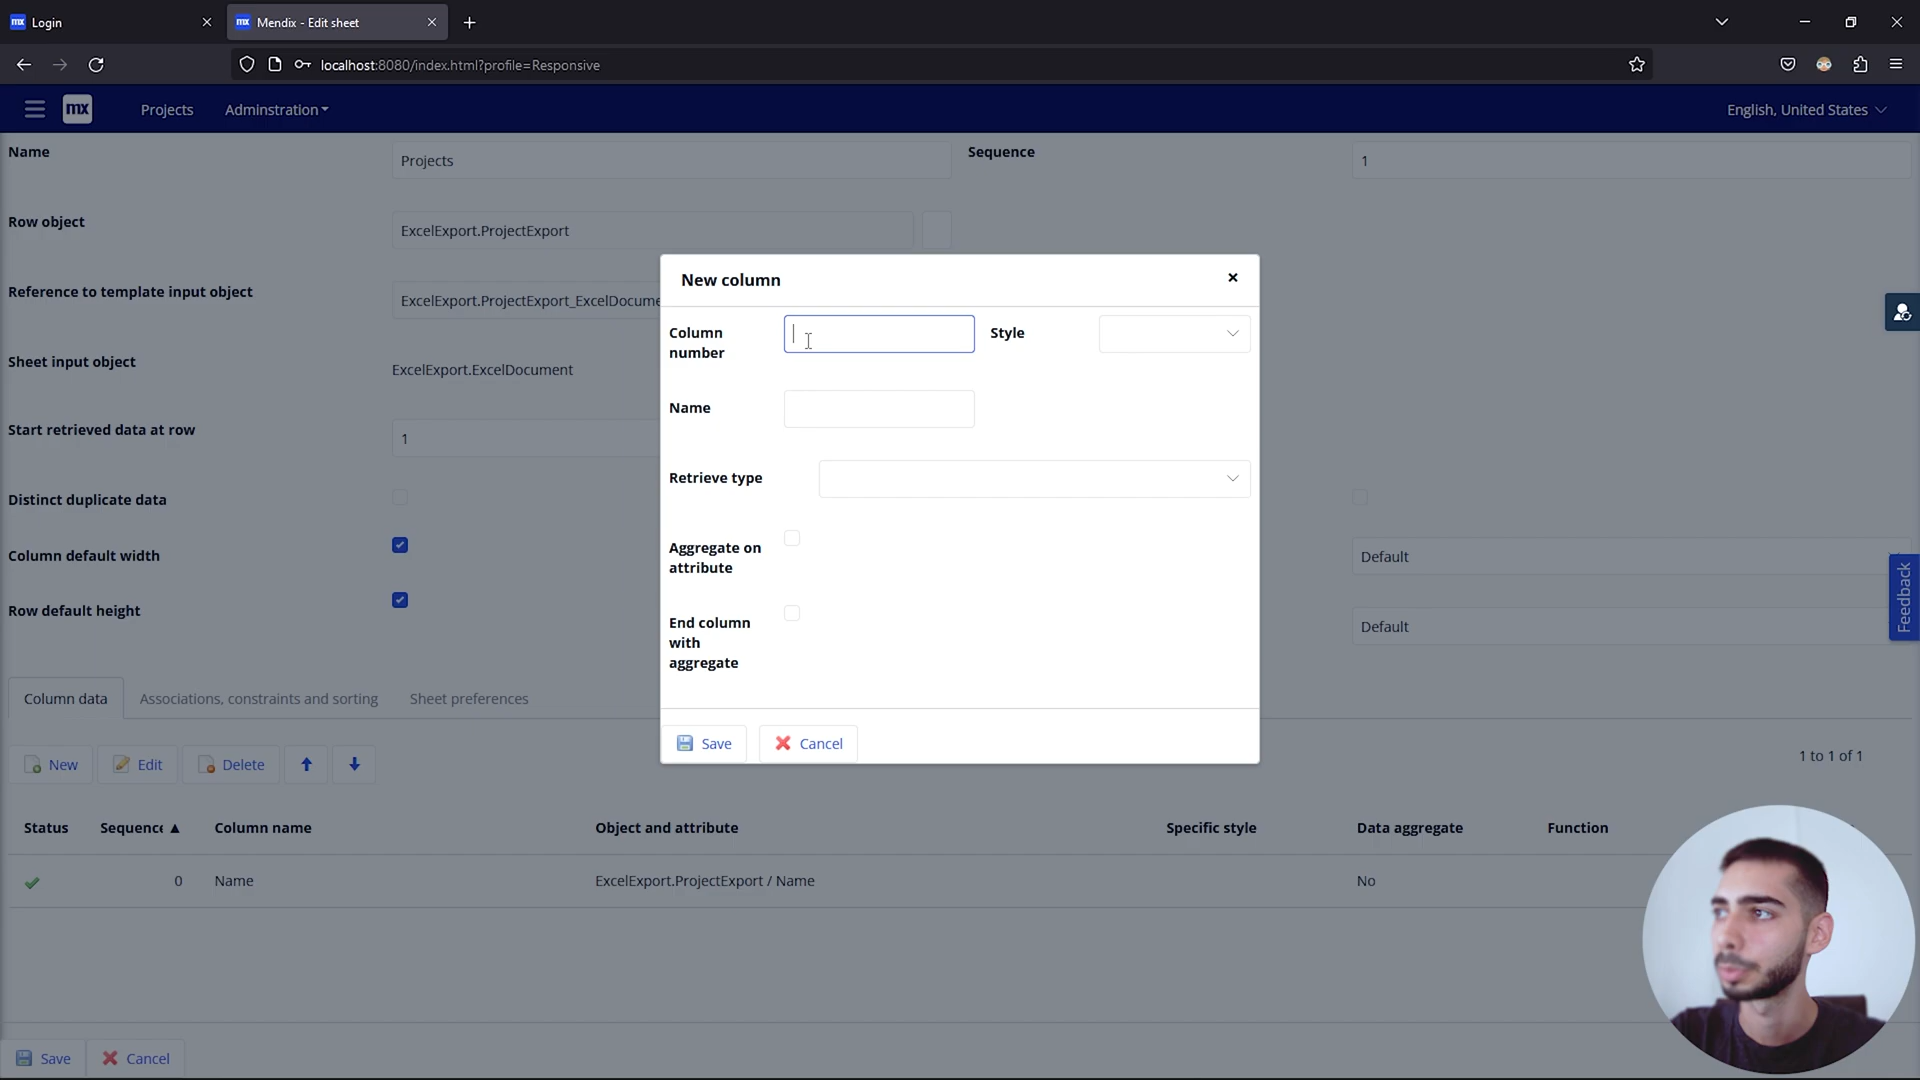 mx Login
mx Mendix - Edit sheet
localhost:8080/index.html?profile=Responsive
mx Projects Adminstration English, United States
Name Projects Sequence 1
Row object ExcelExport.ProjectExport
Reference to template input object ExcelExport.ProjectExport_ExcelDocume
Sheet input object ExcelExport.ExcelDocument
Start retrieved data at row 1
Distinct duplicate data
Column default width Default
Row default height Default
New column
Column
number
Style
Name
Retrieve type
Aggregate on
attribute
End column
with
aggregate
Save Cancel
Feedback
Column data Associations, constraints and sorting Sheet preferences
New Edit Delete 1 to 1 of 1
Status Sequence Column name Object and attribute Specific style Data aggregate Function
0 Name ExcelExport.ProjectExport / Name No
Save Cancel